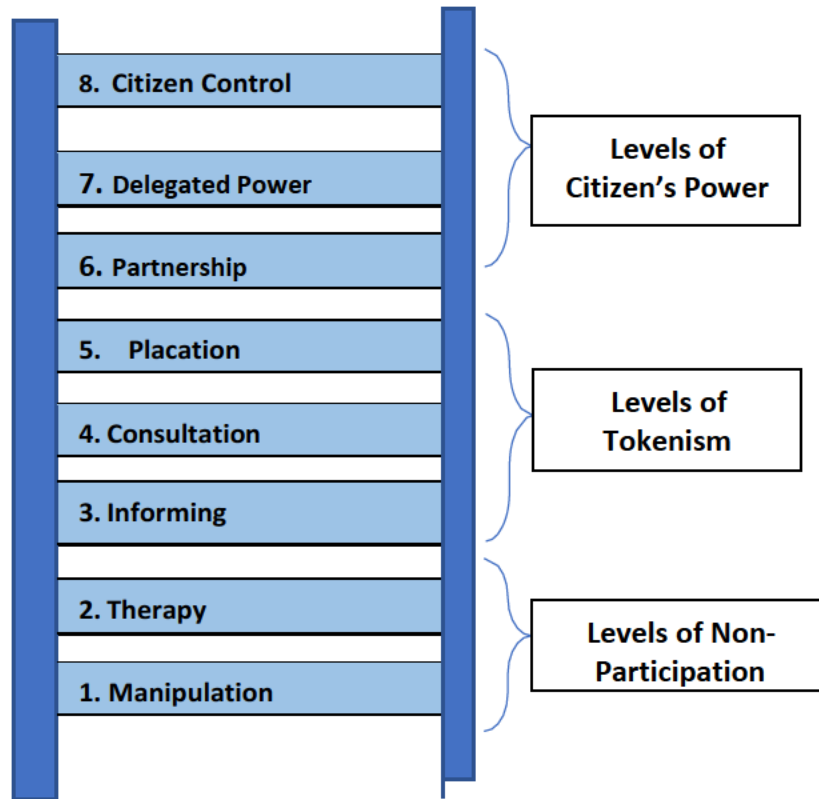 8. Citizen Control
7. Delegated Power
6. Partnership
5. Placation
4. Consultation
3. Informing
2. Therapy
1. Manipulation
Levels of
Citizen’s Power
Levels of
Tokenism
Levels of Non-
Participation